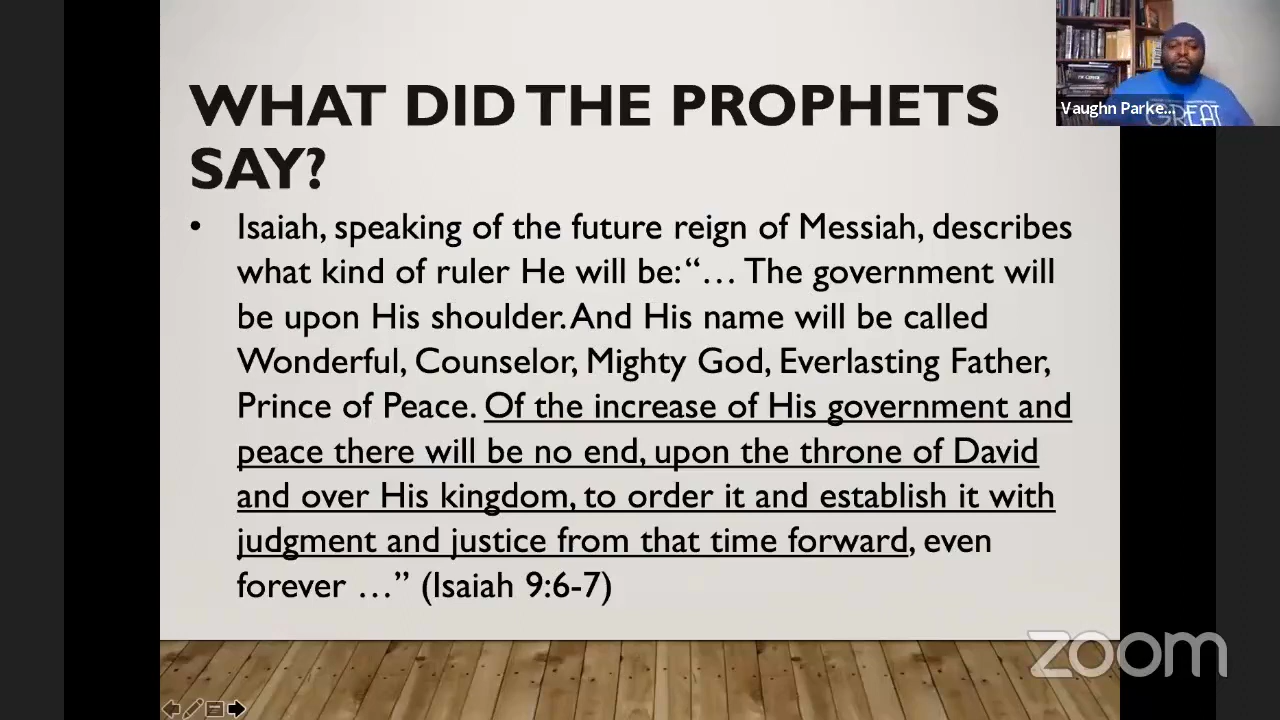 WHAT DID THE PROPHETS
SAY?
• Isaiah, speaking of the future reign of Messiah, describes
what kind of ruler He will be: “… The government will
be upon His shoulder. And His name will be called
Wonderful, Counselor, Mighty God, Everlasting Father,
Prince of Peace. Of the increase of His government and
peace there will be no end, upon the throne of David
and over His kingdom, to order it and establish it with
judgment and justice from that time forward, even
forever …” (Isaiah 9:6-7)
Vaughn Parke...
GREAT
zoom